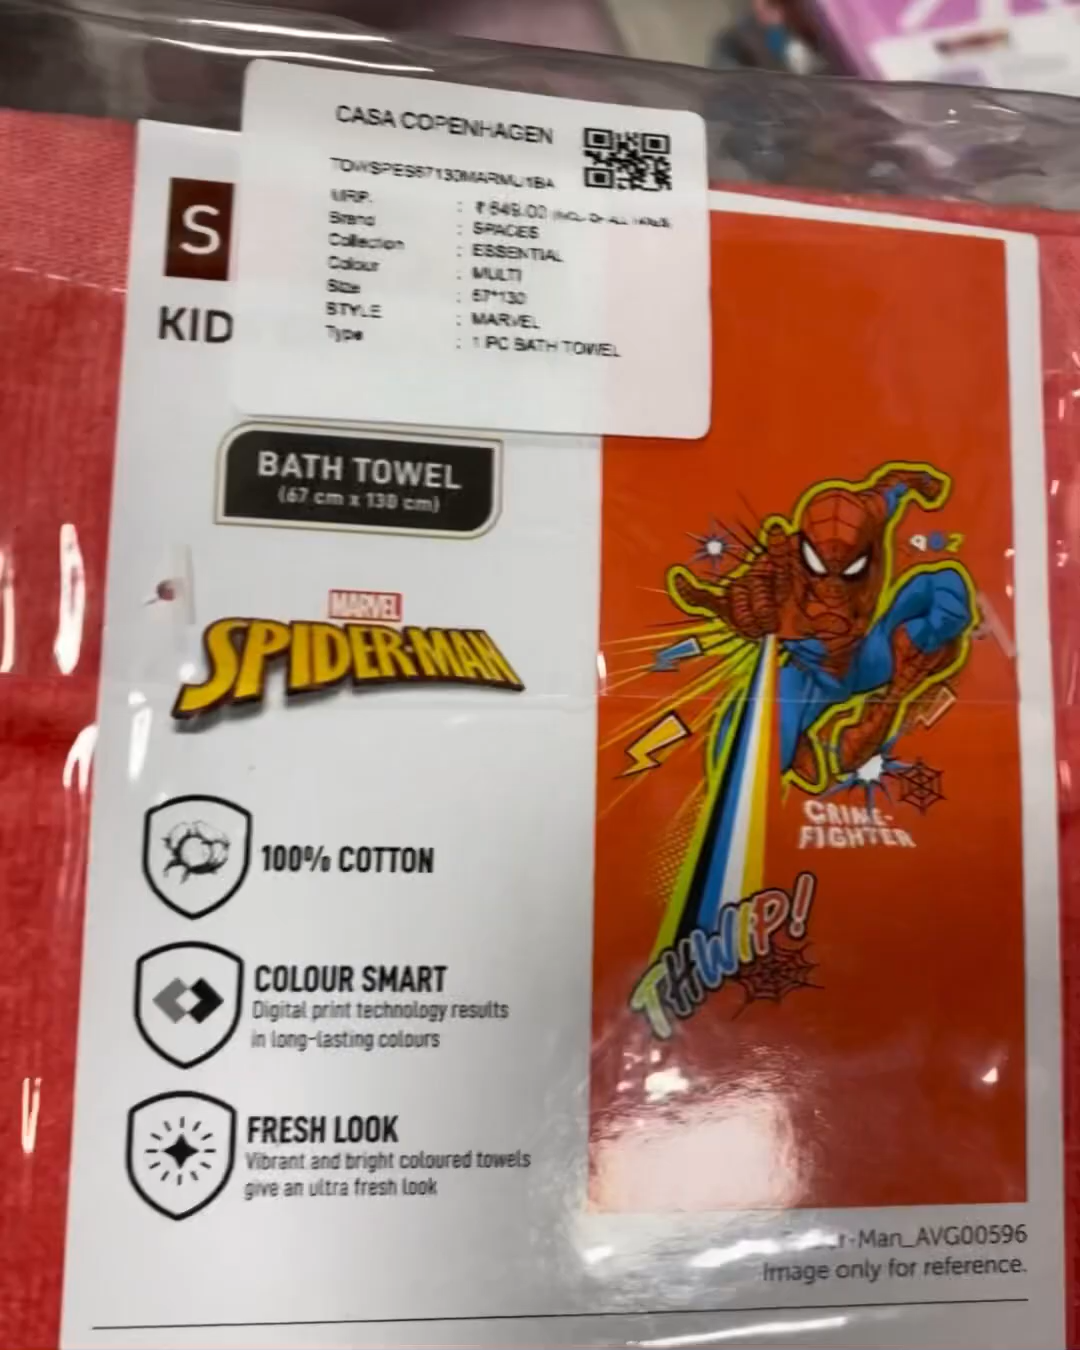 CASA COPENHAGEN
TOWSPES67130MARMU1BA
MRP. : ₹ 649.00 (INCL. OF ALL TAXES)
Brand : SPACES
Collection : ESSENTIAL
Colour : MULTI
Size : 67*130
STYLE : MARVEL
Type : 1 PC BATH TOWEL
S
KID
BATH TOWEL
(67 cm x 130 cm)
MARVEL
SPIDER-MAN
962
CRIME-
FIGHTER
THWIP!
100% COTTON
COLOUR SMART
Digital print technology results
in long-lasting colours
FRESH LOOK
Vibrant and bright coloured towels
give an ultra fresh look
r-Man_AVG00596
Image only for reference.